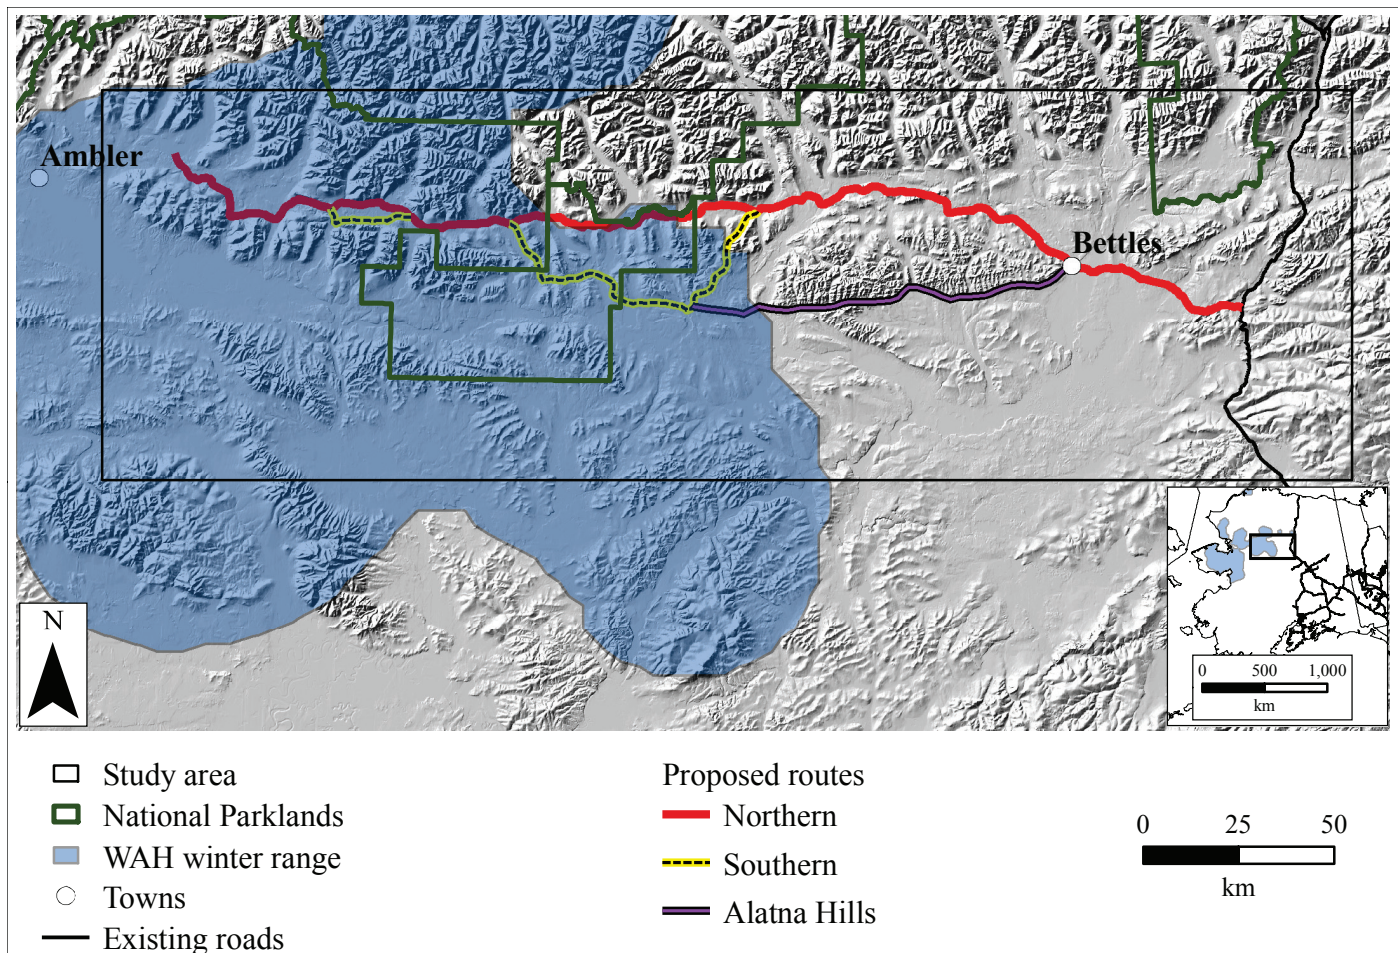 Ambler
Bettles
N
0 500 1,000
km
Study area
National Parklands
WAH winter range
Towns
Existing roads
Proposed routes
Northern
Southern
Alatna Hills
0 25 50
km